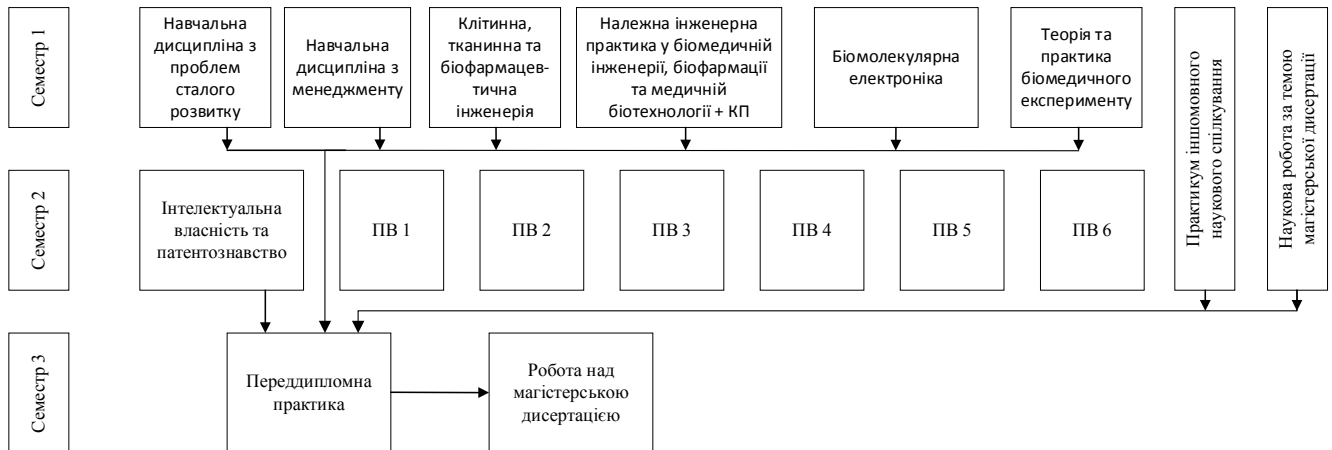 Семестр 1
Навчальна
дисципліна з
проблем
сталого
розвитку
Навчальна
дисципліна з
менеджменту
Клітинна,
тканинна та
біофармацев-
тична
інженерія
Належна інженерна
практика у біомедичній
інженерії, біофармації
та медичній
біотехнології + КП
Біомолекулярна
електроніка
Теорія та
практика
біомедичного
експерименту
Практикум іншомовного
наукового спілкування
Наукова робота за темою
магістерської дисертації
Семестр 2
Інтелектуальна
власність та
патентознавство
ПВ 1
ПВ 2
ПВ 3
ПВ 4
ПВ 5
ПВ 6
Семестр 3
Переддипломна
практика
Робота над
магістерською
дисертацією